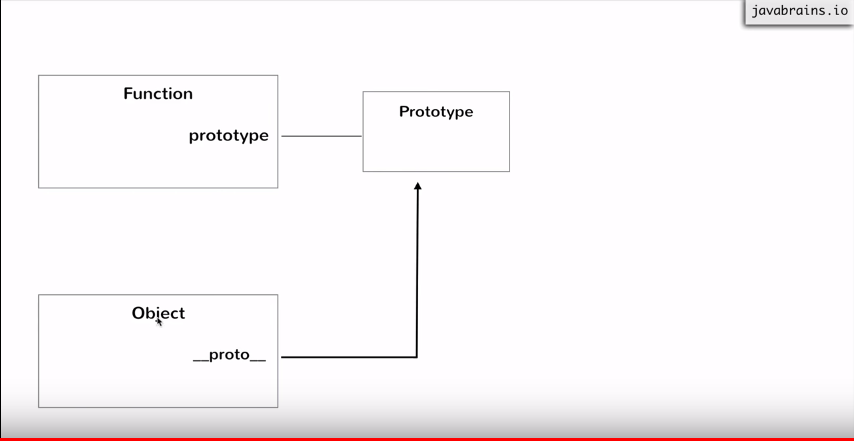 javabrains.io
Function
prototype
Prototype
Object
__proto__